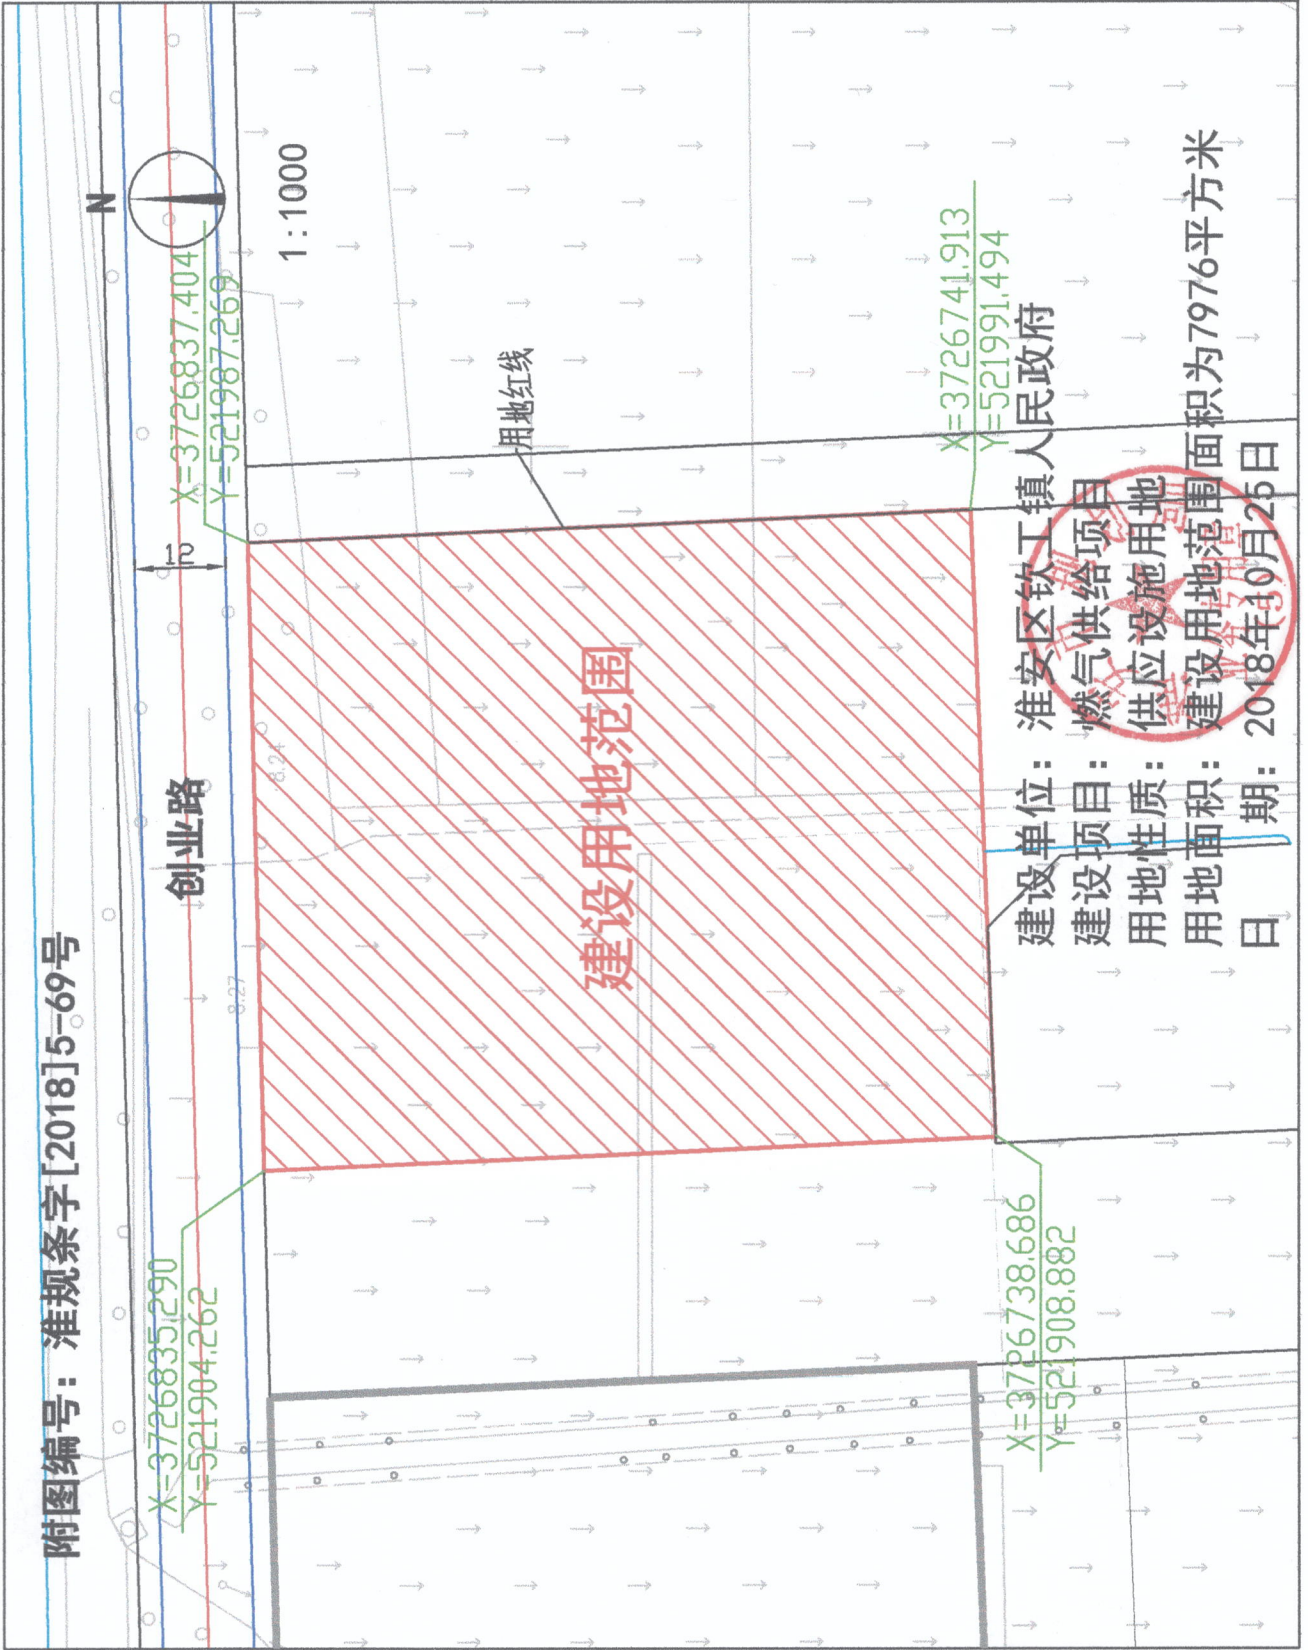 附图编号：淮规条字[2018]5-69号
N
1:1000
X=3726835.290
Y=521904.262
创业路
12
X=3726837.404
Y=521987.269
8.27
8.24
用地红线
建设用地范围
X=3726741.913
Y=521991.494
X=3726738.686
Y=521908.882
建设单位：淮安区钦工镇人民政府
建设项目：燃气供给项目
用地性质：供应设施用地
用地面积：建设用地范围面积为7976平方米
日 期：2018年10月25日